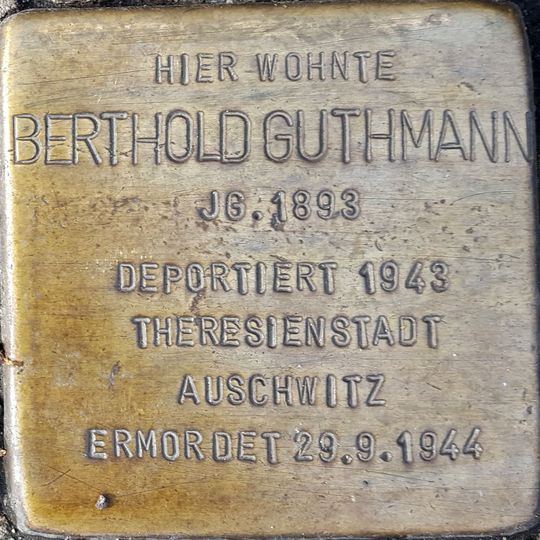 HIER WOHNTE
BERTHOLD GUTHMANN
JG. 1893
DEPORTIERT 1943
THERESIENSTADT
AUSCHWITZ
ERMORDET 29.9.1944